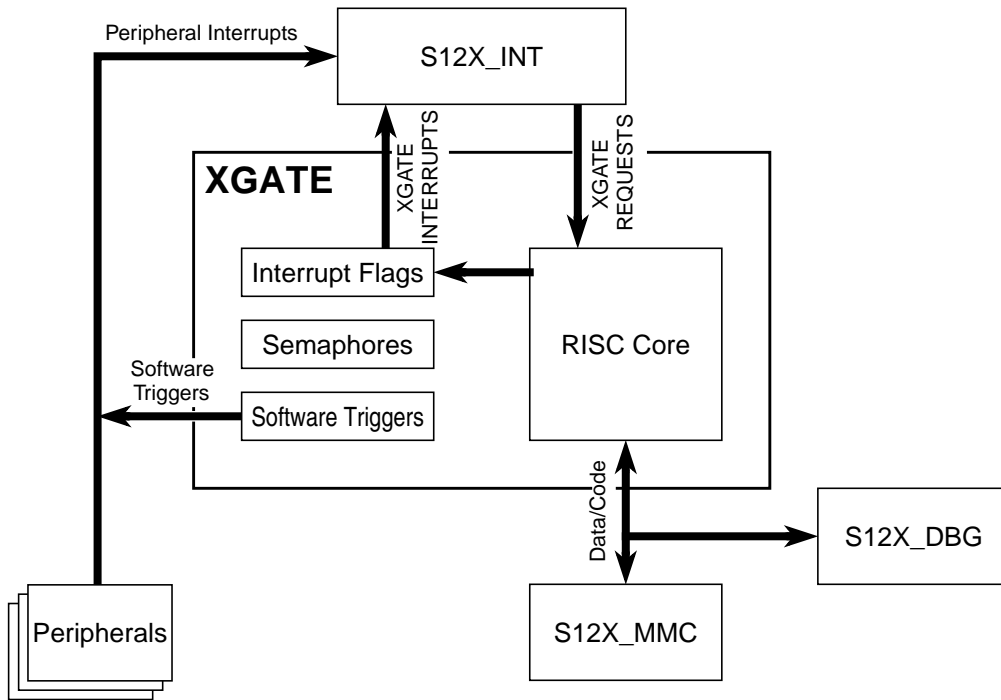 Peripheral Interrupts
S12X_INT
XGATE
INTERRUPTS
XGATE
REQUESTS
XGATE
Interrupt Flags
Semaphores
RISC Core
Software
Triggers
Software Triggers
Data/Code
S12X_DBG
Peripherals
S12X_MMC